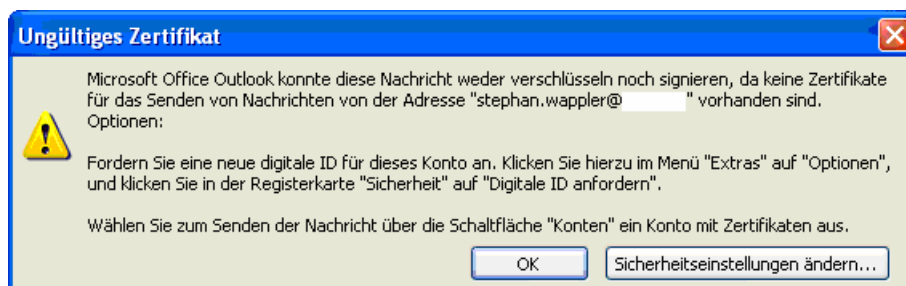 Ungültiges Zertifikat
Microsoft Office Outlook konnte diese Nachricht weder verschlüsseln noch signieren, da keine Zertifikate
für das Senden von Nachrichten von der Adresse "stephan.wappler@ " vorhanden sind.
Optionen:
Fordern Sie eine neue digitale ID für dieses Konto an. Klicken Sie hierzu im Menü "Extras" auf "Optionen",
und klicken Sie in der Registerkarte "Sicherheit" auf "Digitale ID anfordern".
Wählen Sie zum Senden der Nachricht über die Schaltfläche "Konten" ein Konto mit Zertifikaten aus.
OK
Sicherheitseinstellungen ändern...